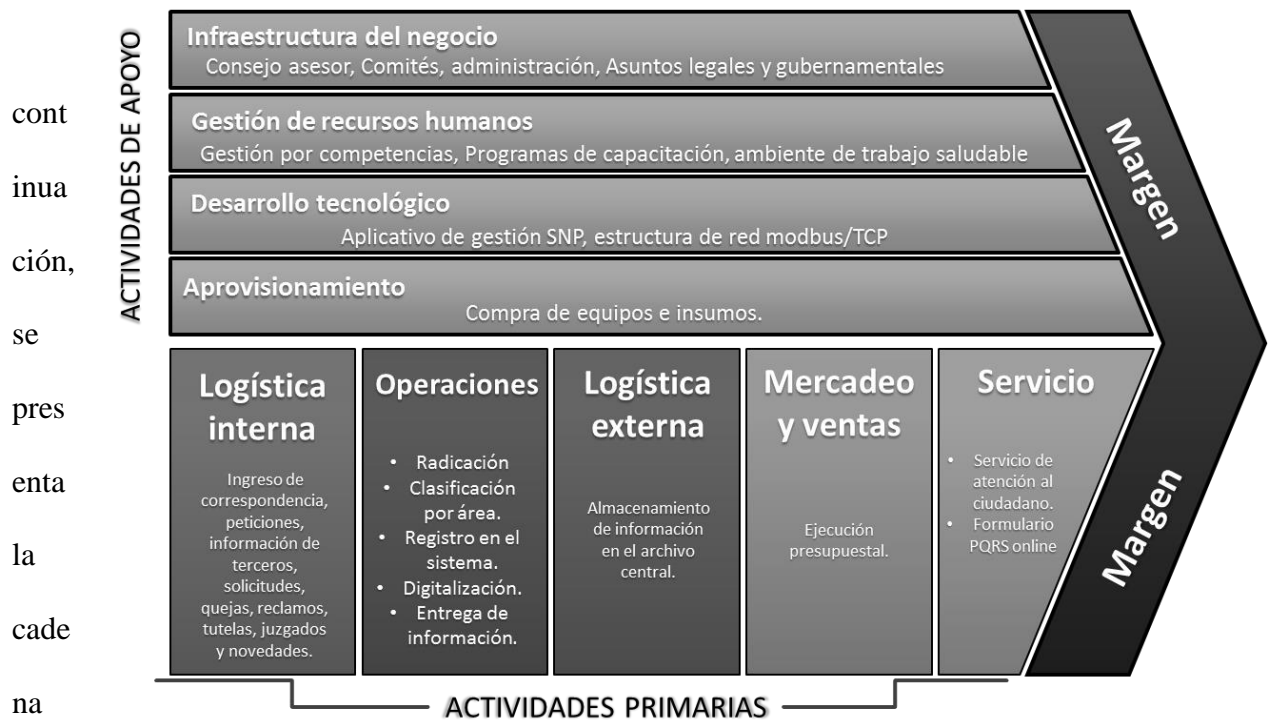 cont
inua
ción,
se
pres
enta
la
cade
na
ACTIVIDADES DE APOYO
Infraestructura del negocio
Consejo asesor, Comités, administración, Asuntos legales y gubernamentales
Gestión de recursos humanos
Gestión por competencias, Programas de capacitación, ambiente de trabajo saludable
Desarrollo tecnológico
Aplicativo de gestión SNP, estructura de red modbus/TCP
Aprovisionamiento
Compra de equipos e insumos.
Logística
interna
Ingreso de
correspondencia,
peticiones,
información de
terceros,
solicitudes,
quejas, reclamos,
tutelas, juzgados
y novedades.
Operaciones
• Radicación
• Clasificación
por área.
• Registro en el
sistema.
• Digitalización.
• Entrega de
información.
Logística
externa
Almacenamiento
de información
en el archivo
central.
Mercadeo
y ventas
Ejecución
presupuestal.
Servicio
• Servicio de
atención al
ciudadano.
• Formulario
PQRS online
Margen
Margen
ACTIVIDADES PRIMARIAS